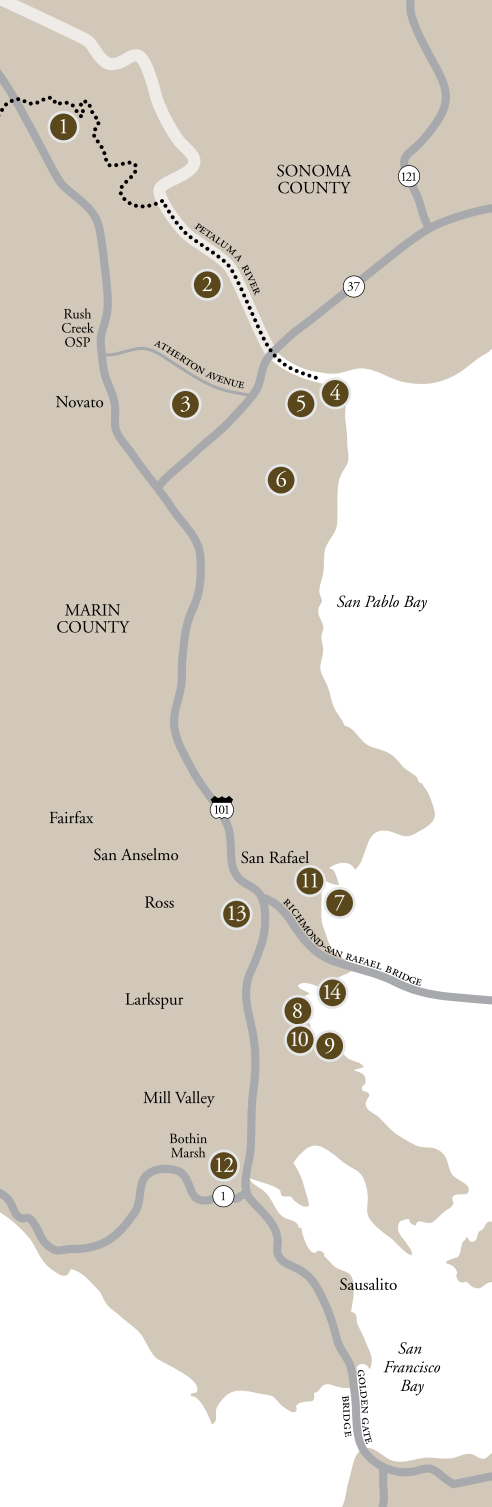 1
SONOMA
COUNTY
121
PETALUMA RIVER
2
37
Rush
Creek
OSP
ATHERTON AVENUE
Novato
3
5
4
6
San Pablo Bay
MARIN
COUNTY
101
Fairfax
San Anselmo
San Rafael
11
7
Ross
13
RICHMOND-SAN RAFAEL BRIDGE
14
Larkspur
8
10
9
Mill Valley
Bothin
Marsh
12
1
Sausalito
San
Francisco
Bay
GOLDEN GATE
BRIDGE